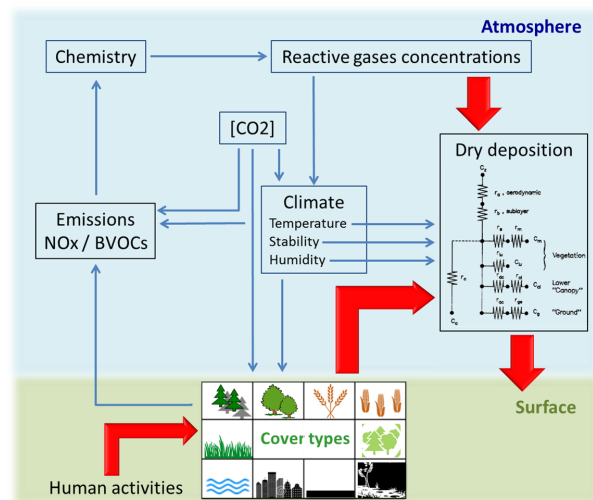 Atmosphere
Chemistry
Reactive gases concentrations
[CO2]
Dry deposition
Climate
Temperature
Stability
Humidity
Emissions
NOx / BVOCs
r_a, aerodynamic
r_b, sublayer
Vegetation
Lower
"Canopy"
"Ground"
Surface
Cover types
Human activities